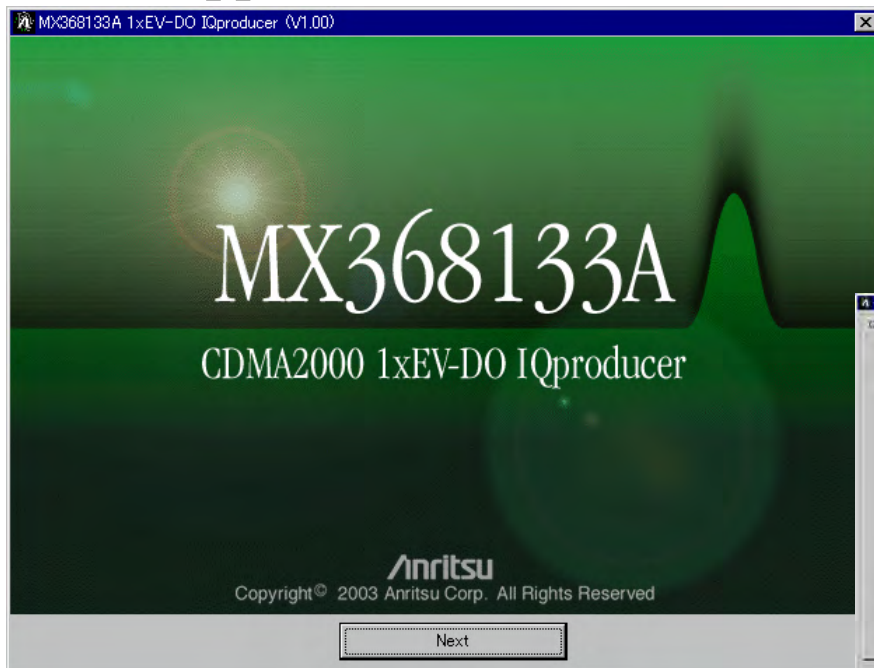 MX368133A 1xEV-DO IQproducer (V1.00)
MX368133A
CDMA2000 1xEV-DO IQproducer
Anritsu
Copyright© 2003 Anritsu Corp. All Rights Reserved
Next